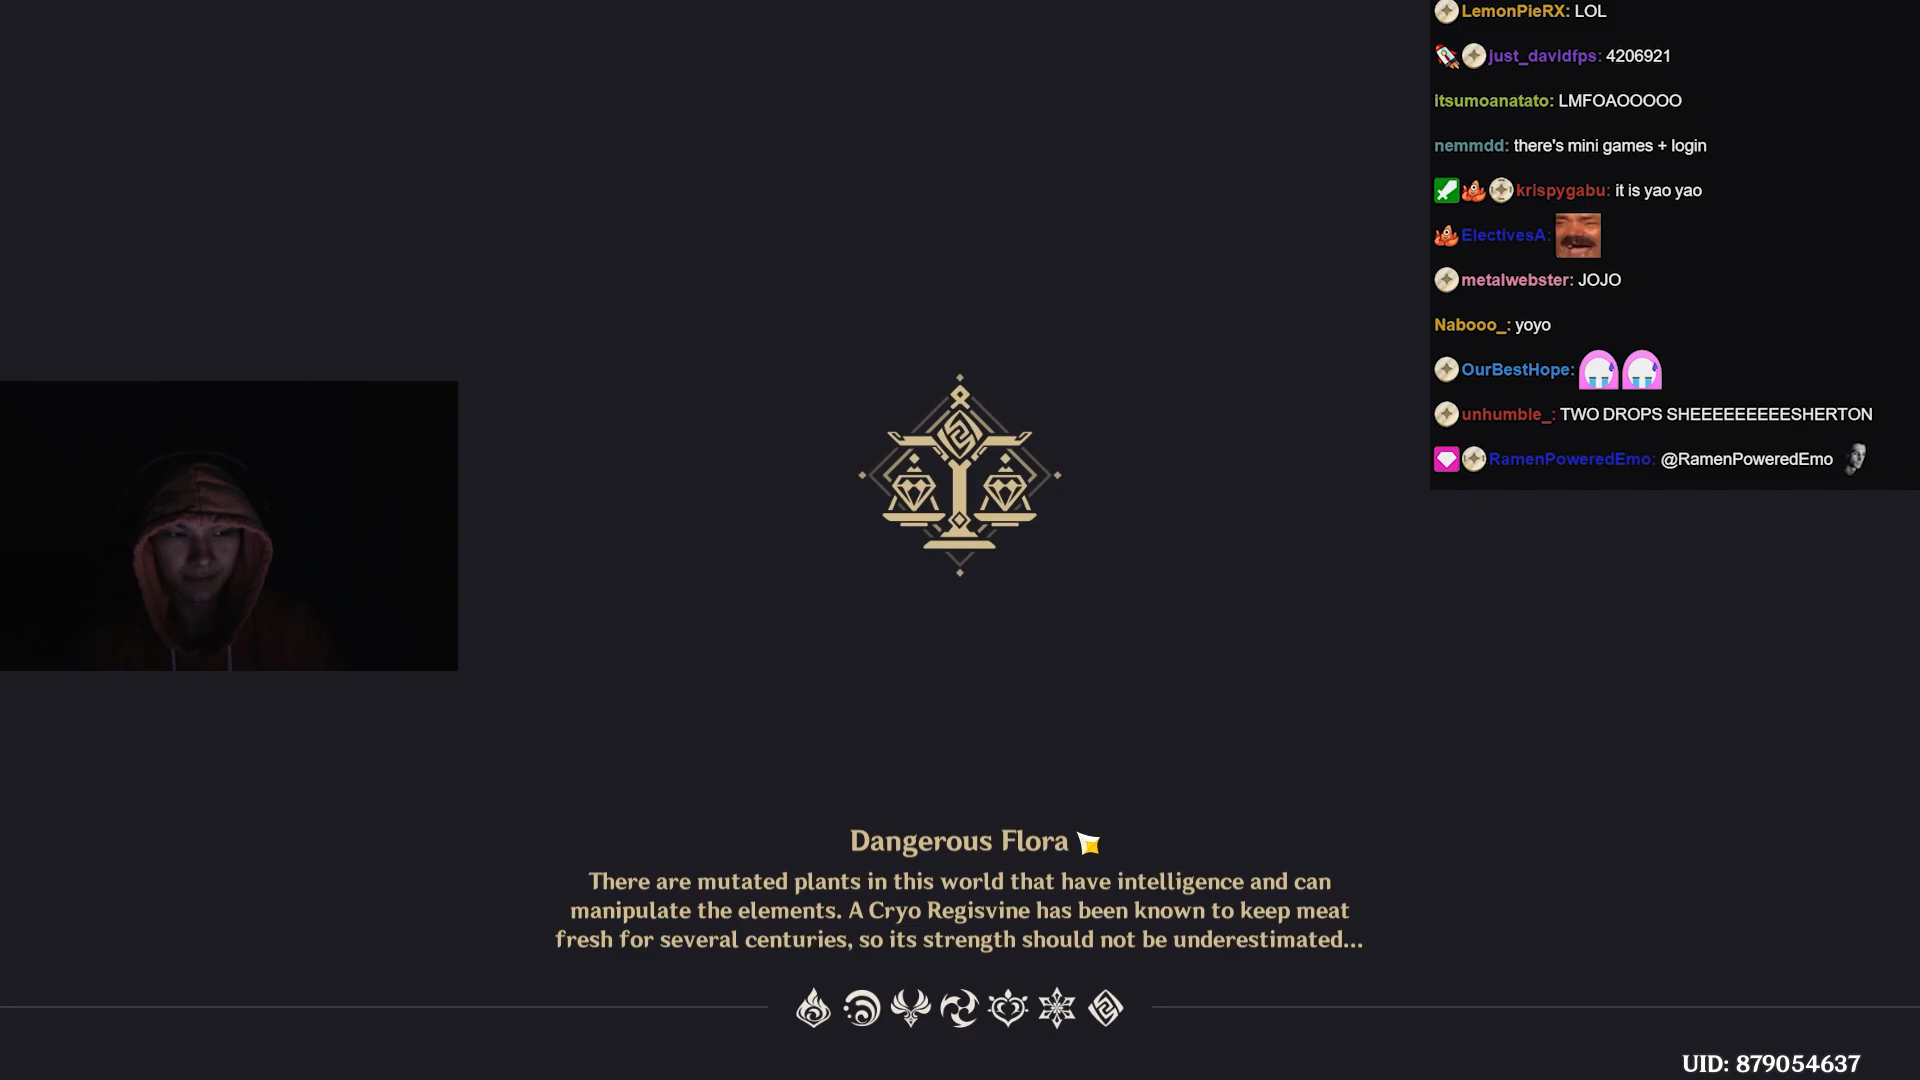 LemonPieRX: LOL
just_davidfps: 4206921
itsumoanatato: LMFOAOOOOO
nemmdd: there's mini games + login
krispygabu: it is yao yao
ElectivesA:
metalwebster: JOJO
Nabooo_: yoyo
OurBestHope:
unhumble_: TWO DROPS SHEEEEEEEEESHERTON
RamenPoweredEmo: @RamenPoweredEmo
Dangerous Flora
There are mutated plants in this world that have intelligence and can
manipulate the elements. A Cryo Regisvine has been known to keep meat
fresh for several centuries, so its strength should not be underestimated...
UID: 879054637